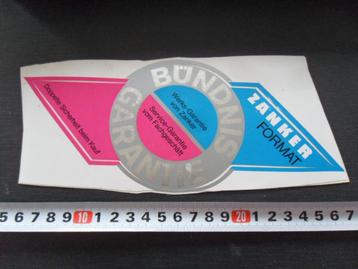 Doppelte Sicherheit beim Kauf
BÜNDNIS
GARANTIE
Werks-Garantie
von Zanker
Service-Garantie
vom Fachgeschäft
ZANKER
FORMAT
5 6 7 8 9 10 1 2 3 4 5 6 7 8 9 20 1 2 3 4 5 6 7